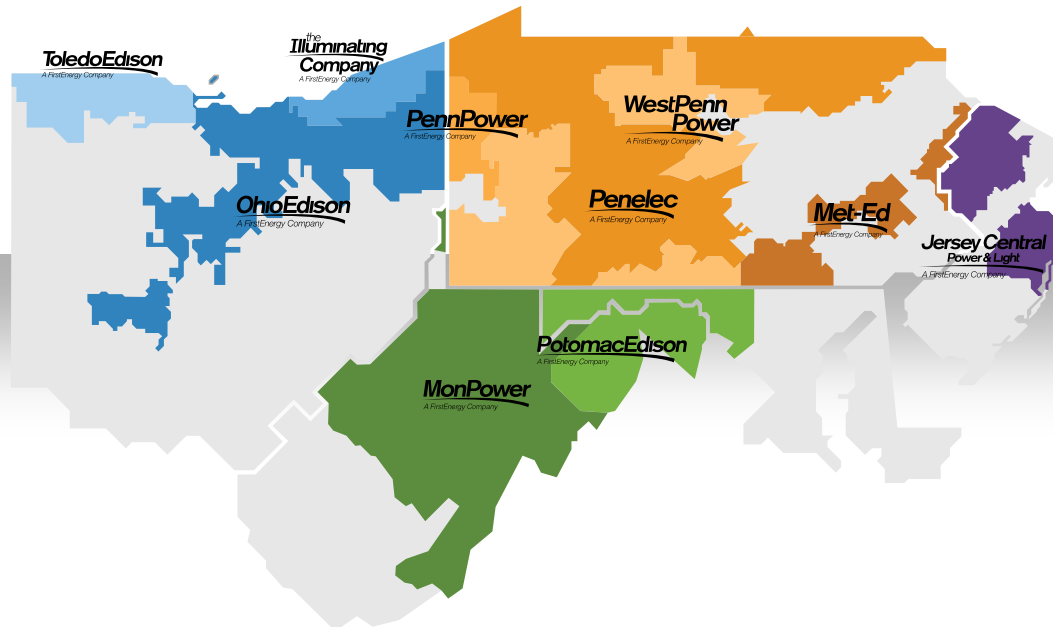 ToledoEdison
A FirstEnergy Company
the
Illuminating
Company
A FirstEnergy Company
PennPower
A FirstEnergy Company
WestPenn
Power
A FirstEnergy Company
OhioEdison
A FirstEnergy Company
Penelec
A FirstEnergy Company
Met-Ed
A FirstEnergy Company
Jersey Central
Power & Light
A FirstEnergy Company
PotomacEdison
A FirstEnergy Company
MonPower
A FirstEnergy Company